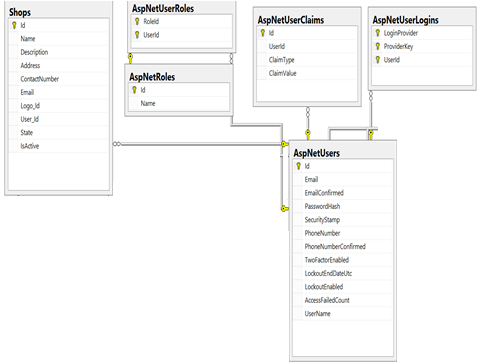 Shops
Id
Name
Description
Address
ContactNumber
Email
Logo_Id
User_Id
State
IsActive
AspNetUserRoles
RoleId
UserId
AspNetRoles
Id
Name
AspNetUserClaims
Id
UserId
ClaimType
ClaimValue
AspNetUserLogins
LoginProvider
ProviderKey
UserId
AspNetUsers
Id
Email
EmailConfirmed
PasswordHash
SecurityStamp
PhoneNumber
PhoneNumberConfirmed
TwoFactorEnabled
LockoutEndDateUtc
LockoutEnabled
AccessFailedCount
UserName